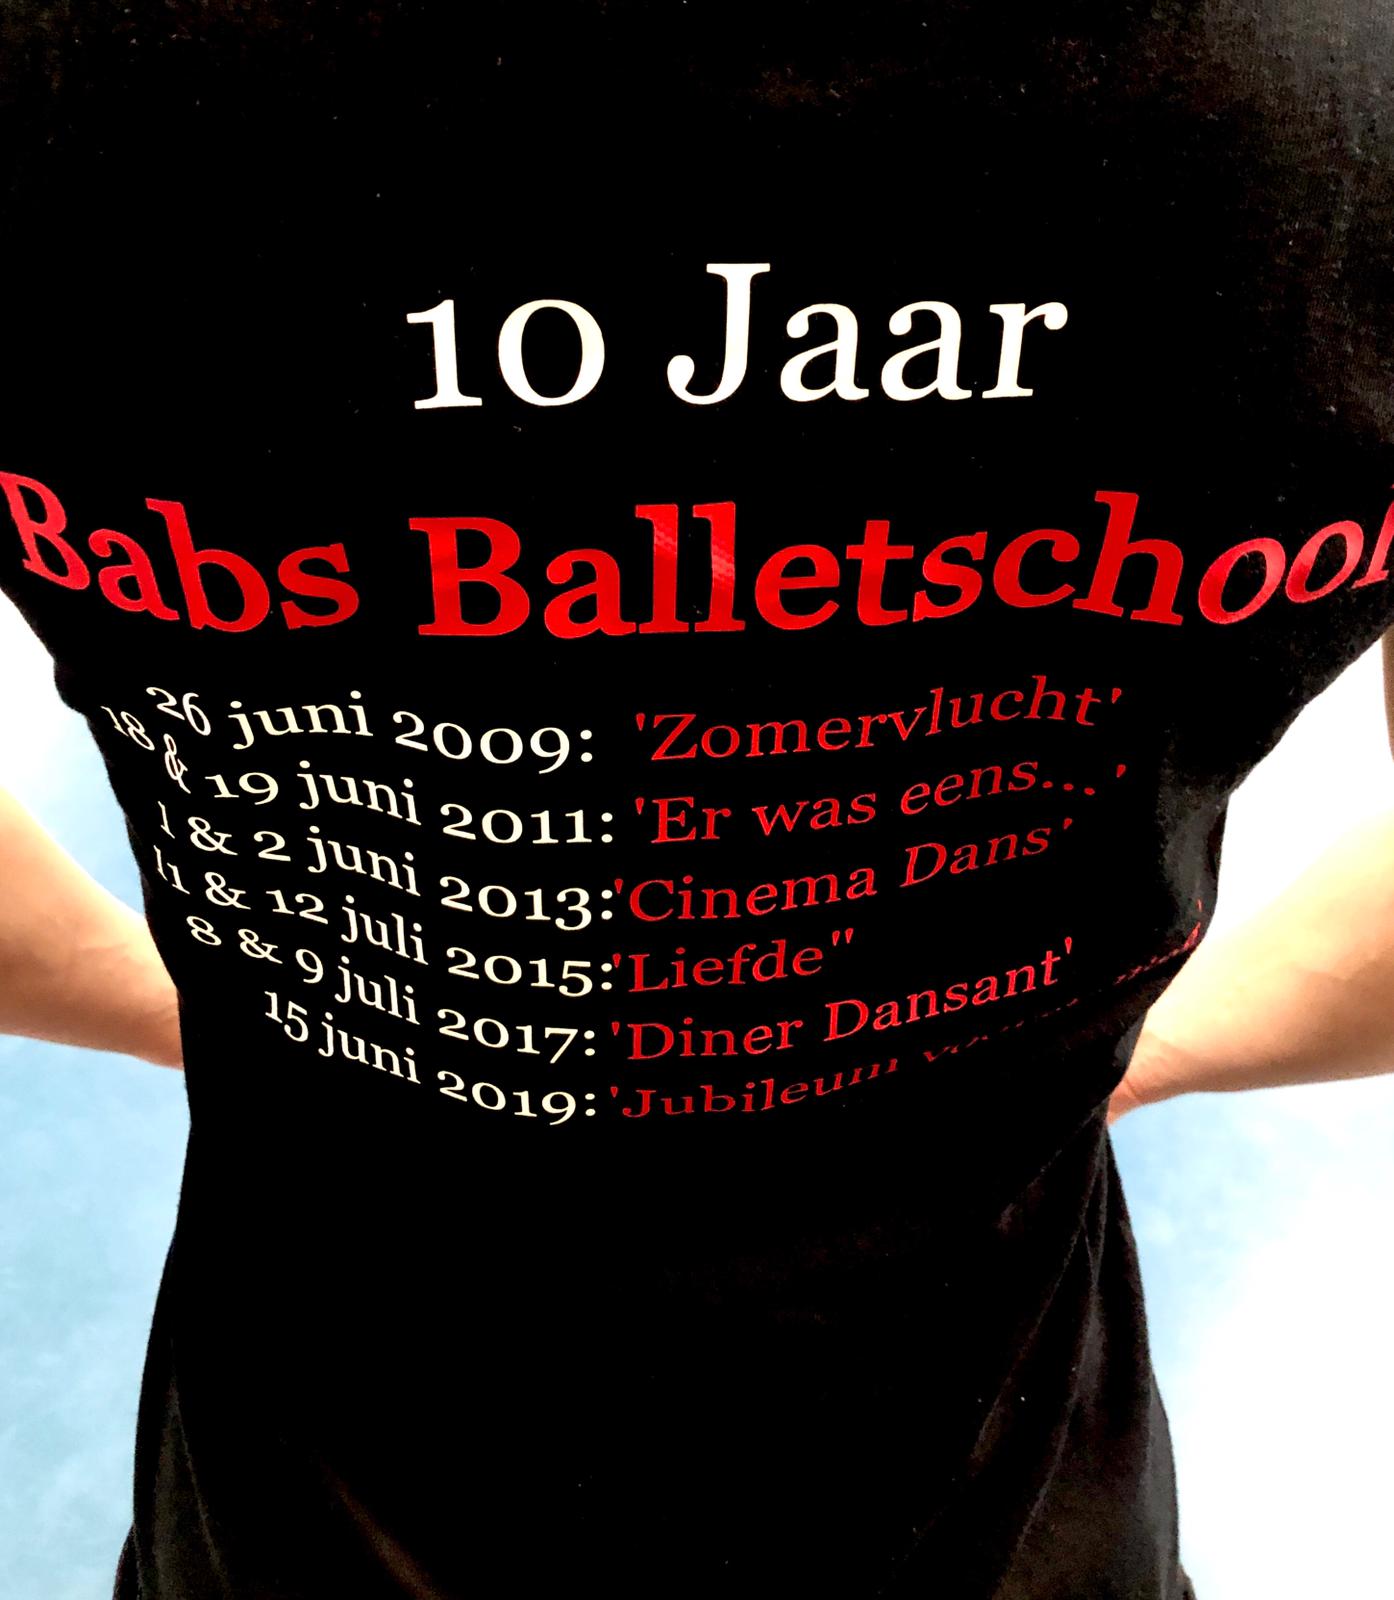 10 Jaar
Babs Balletschool
26 juni 2009: 'Zomervlucht'
18 & 19 juni 2011: 'Er was eens... '
1 & 2 juni 2013:'Cinema Dans'
11 & 12 juli 2015:'Liefde"
8 & 9 juli 2017: 'Diner Dansant'
15 juni 2019: 'Jubileum